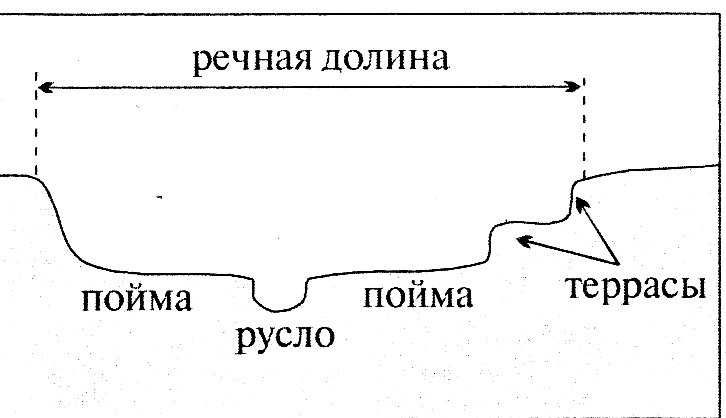 речная долина
пойма
пойма
террасы
русло